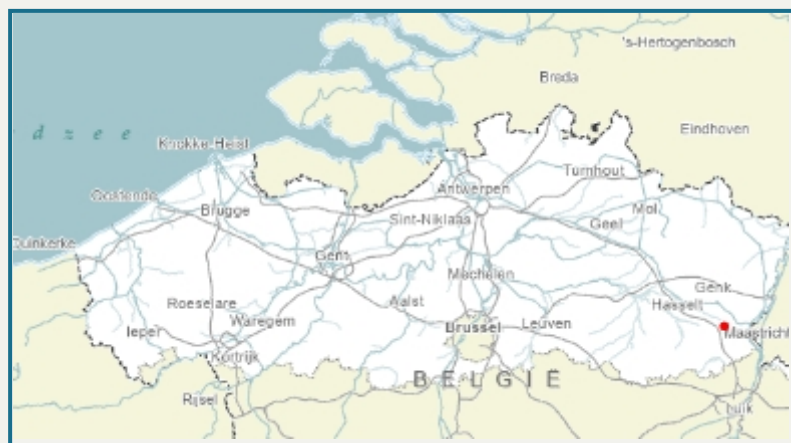 's-Hertogenbosch
Breda
Eindhoven
d z e e
Knokke-Heist
Turnhout
Oostende
Antwerpen
Mol
Brugge
Sint-Niklaas
Geel
Duinkerke
Gent
Mechelen
Genk
Roeselare
Aalst
Hasselt
Ieper
Waregem
Brussel
Leuven
Maastricht
Kortrijk
BELGIË
Rijsel
Luik